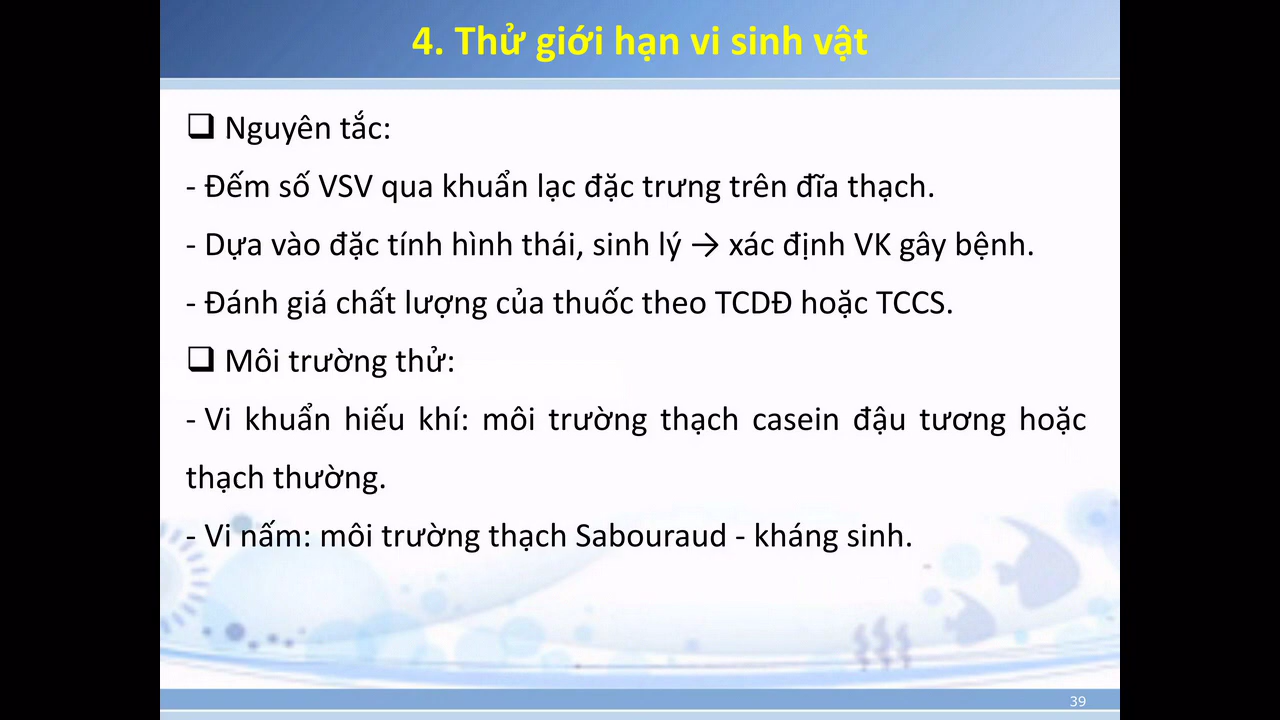 4. Thử giới hạn vi sinh vật
❑ Nguyên tắc:
- Đếm số VSV qua khuẩn lạc đặc trưng trên đĩa thạch.
- Dựa vào đặc tính hình thái, sinh lý → xác định VK gây bệnh.
- Đánh giá chất lượng của thuốc theo TCDĐ hoặc TCCS.
❑ Môi trường thử:
- Vi khuẩn hiếu khí: môi trường thạch casein đậu tương hoặc
thạch thường.
- Vi nấm: môi trường thạch Sabouraud - kháng sinh.
39